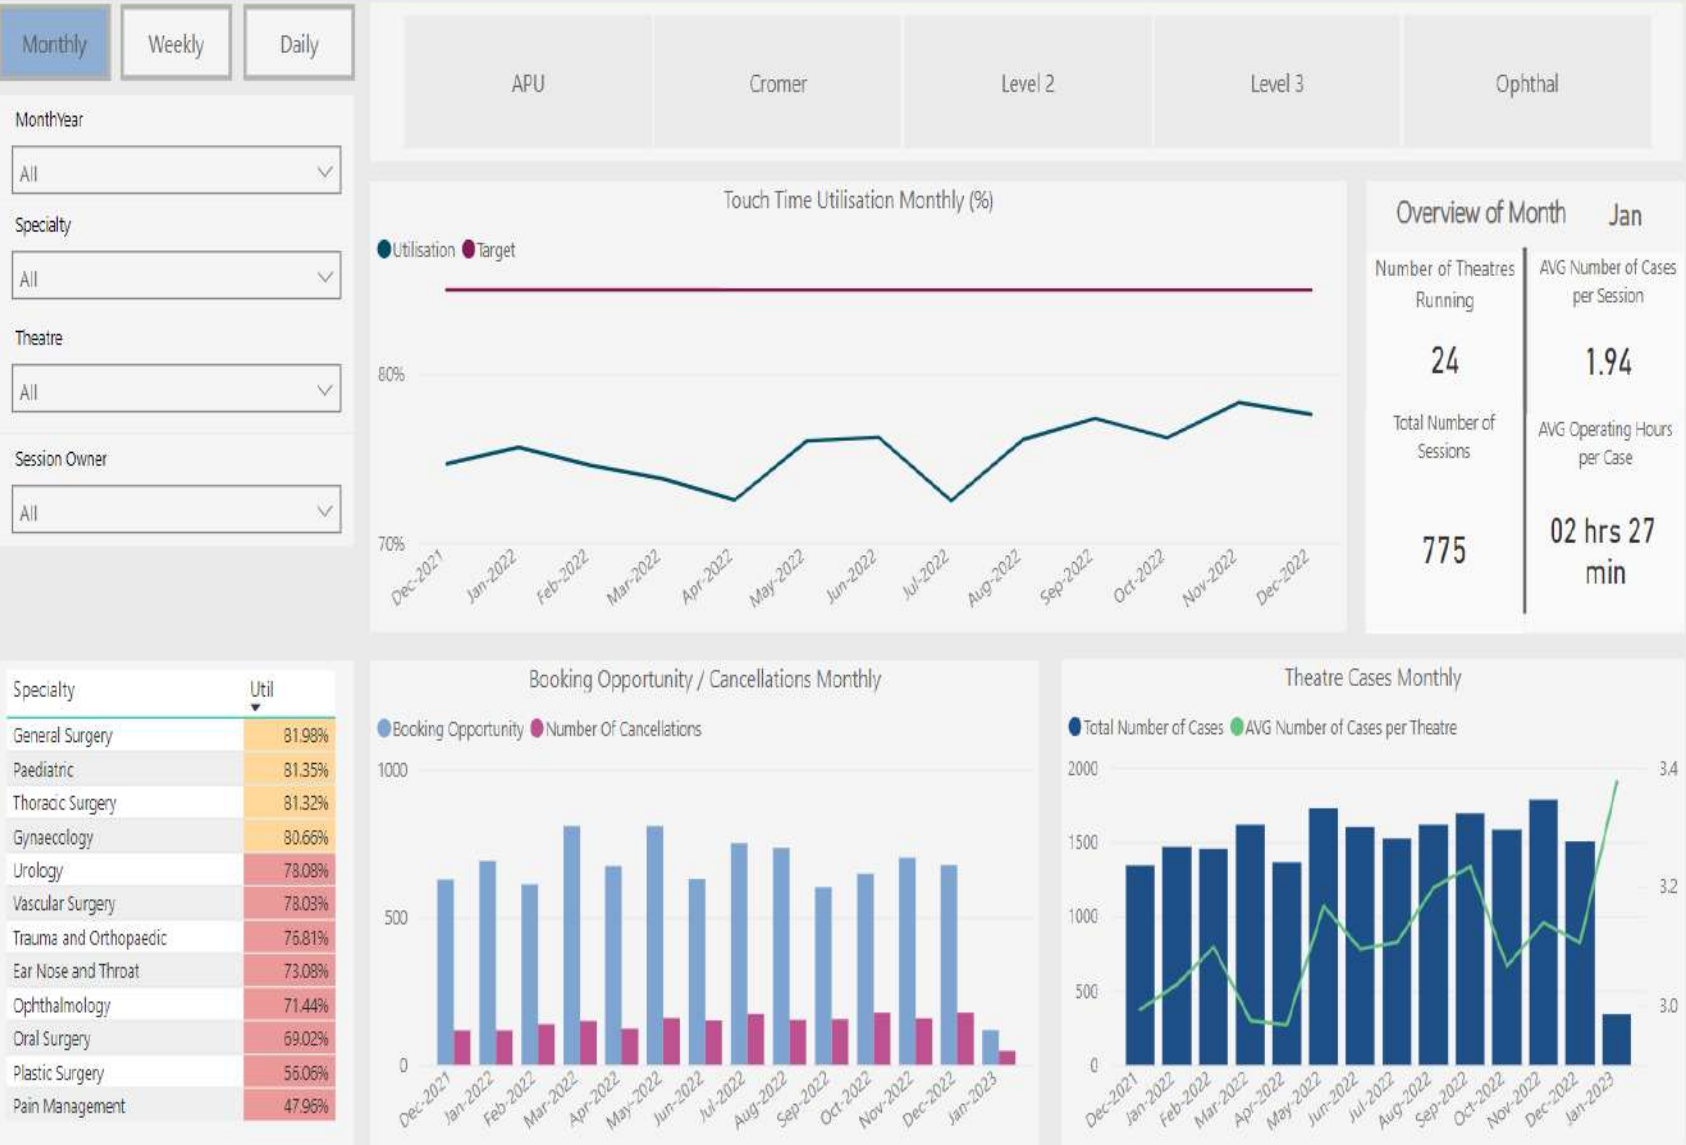 Monthly
Weekly
Daily
APU
Cromer
Level 2
Level 3
Ophthal
MonthYear
All
Specialty
All
Theatre
All
Session Owner
All
Touch Time Utilisation Monthly (%)
Utilisation
Target
80%
70%
Dec-2021
Jan-2022
Feb-2022
Mar-2022
Apr-2022
May-2022
Jun-2022
Jul-2022
Aug-2022
Sep-2022
Oct-2022
Nov-2022
Dec-2022
Overview of Month Jan
Number of Theatres
Running
24
AVG Number of Cases
per Session
1.94
Total Number of
Sessions
775
AVG Operating Hours
per Case
02 hrs 27
min
Specialty Util
General Surgery 81.98%
Paediatric 81.35%
Thoracic Surgery 81.32%
Gynaecology 80.66%
Urology 78.08%
Vascular Surgery 78.03%
Trauma and Orthopaedic 76.81%
Ear Nose and Throat 73.08%
Ophthalmology 71.44%
Oral Surgery 69.02%
Plastic Surgery 56.06%
Pain Management 47.96%
Booking Opportunity / Cancellations Monthly
Booking Opportunity
Number Of Cancellations
1000
500
0
Dec-2021
Jan-2022
Feb-2022
Mar-2022
Apr-2022
May-2022
Jun-2022
Jul-2022
Aug-2022
Sep-2022
Oct-2022
Nov-2022
Dec-2022
Jan-2023
Theatre Cases Monthly
Total Number of Cases
AVG Number of Cases per Theatre
2000
1500
1000
500
0
3.4
3.2
3.0
Dec-2021
Jan-2022
Feb-2022
Mar-2022
Apr-2022
May-2022
Jun-2022
Jul-2022
Aug-2022
Sep-2022
Oct-2022
Nov-2022
Dec-2022
Jan-2023